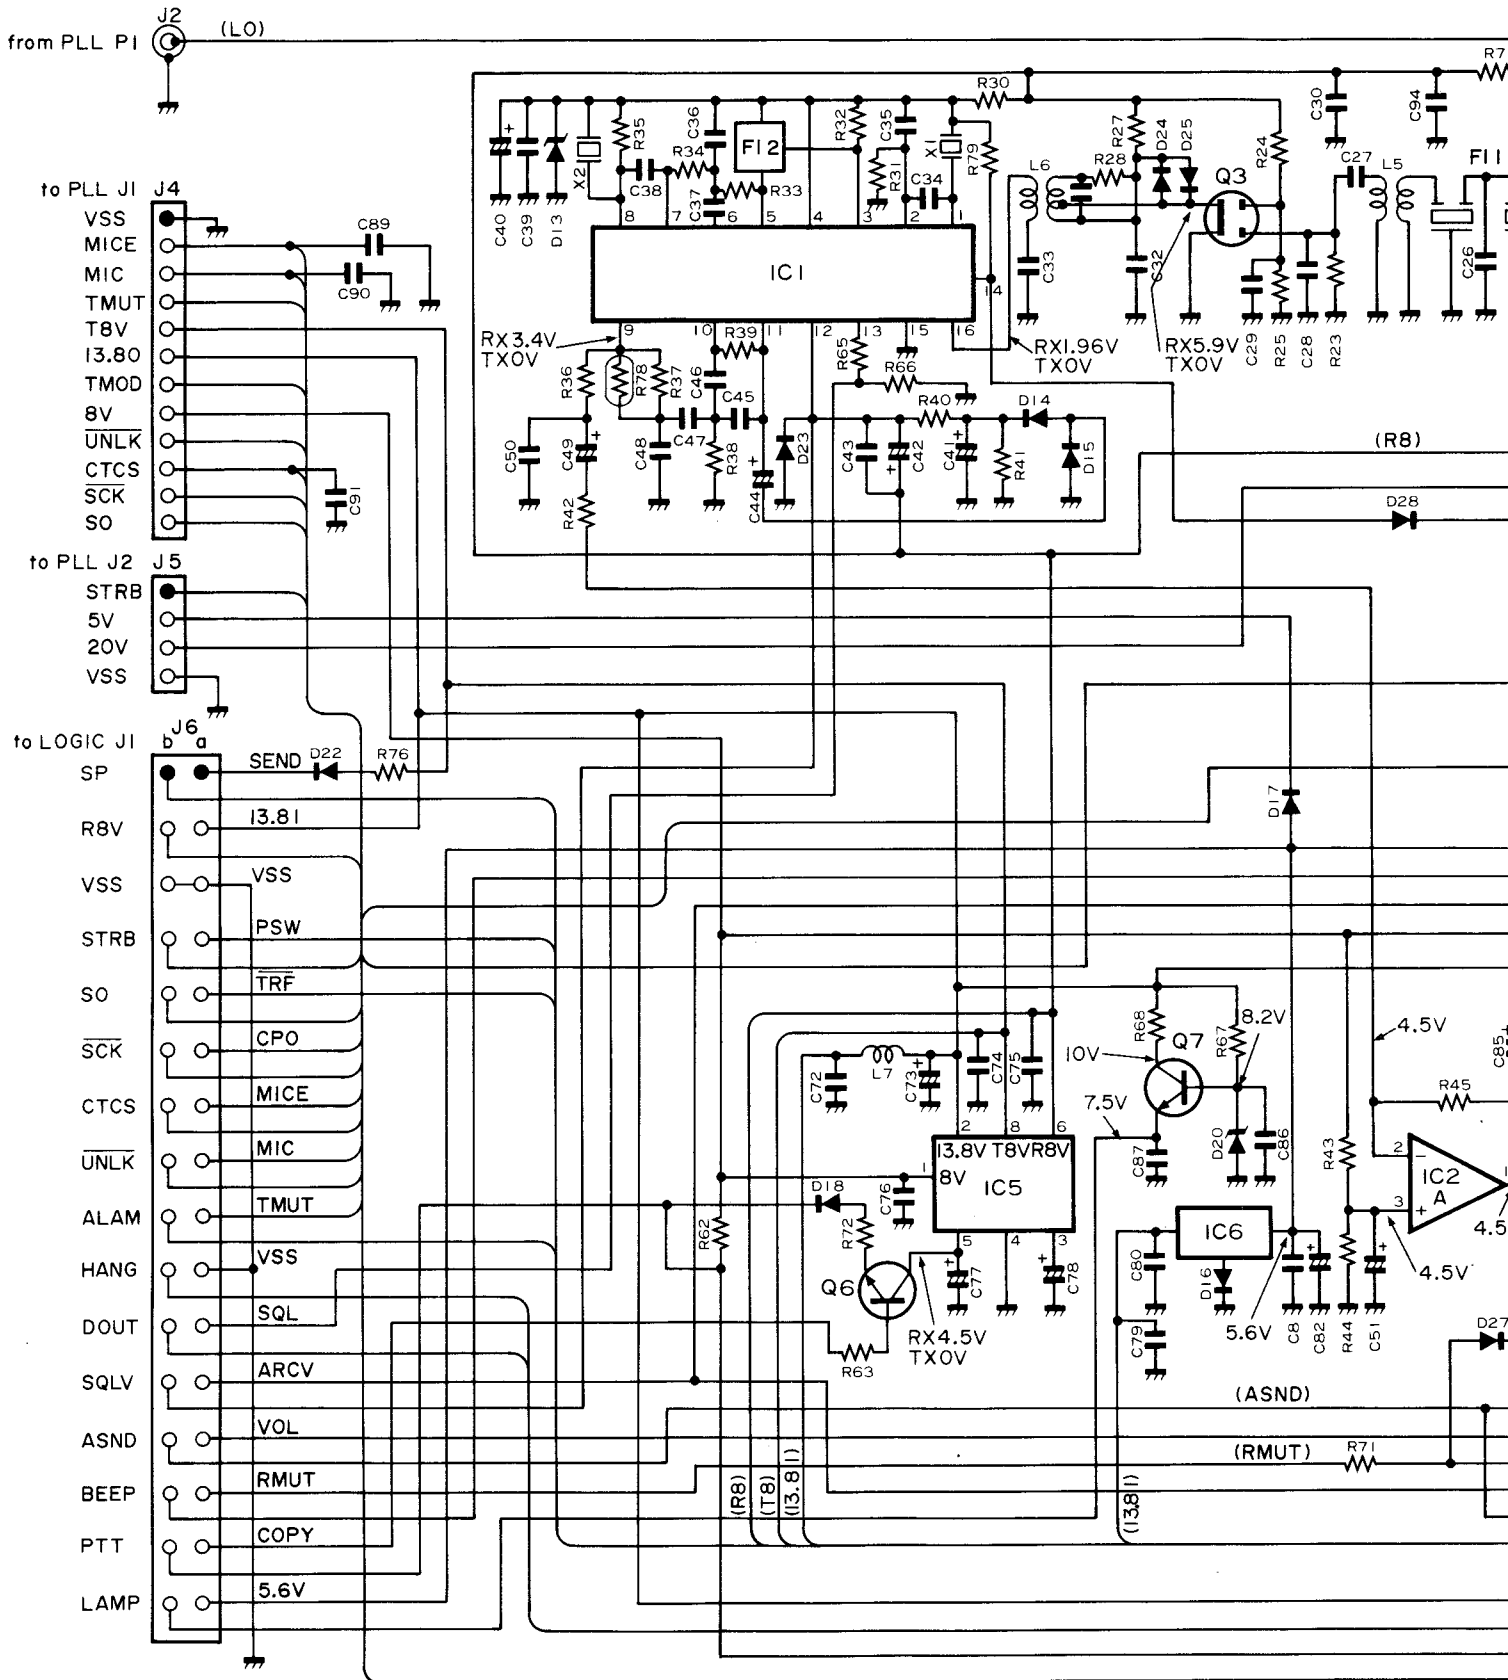 J2
from PLL P1
(LO)
R7
R30
C30
C94
C40
C39
D13
X2
R35
C38
R34
C36
C37
R33
F12
R32
C35
R31
C34
X1
R79
L6
R28
R27
D24
D25
Q3
R24
C27
L5
F11
8
7
6
5
4
3
2
1
IC1
14
9
10
11
12
13
15
16
C33
C32
C29
R25
C28
R23
C26
RX3.4V
TX0V
RX1.96V
TX0V
RX5.9V
TX0V
to PLL J1 J4
VSS
MICE
MIC
TMUT
T8V
13.80
TMOD
8V
UNLK
CTCS
SCK
SO
C89
C90
C91
R36
R78
R37
R39
C46
C45
R65
R66
C50
C49
C48
C47
R38
C44
R42
D23
C43
C42
R40
C41
R41
D14
D15
(R8)
D28
to PLL J2 J5
STRB
5V
20V
VSS
to LOGIC J1
J6
b a
SP
SEND
D22
R76
R8V
13.81
VSS
VSS
STRB
PSW
SO
TRF
SCK
CPO
CTCS
MICE
UNLK
MIC
ALAM
TMUT
HANG
VSS
DOUT
SQL
SQLV
ARCV
ASND
VOL
BEEP
RMUT
PTT
COPY
LAMP
5.6V
D17
C72
L7
C73
C74
C75
2
8
6
13.8V T8V R8V
1
8V
IC5
5
4
3
R62
D18
R72
C76
Q6
R63
C77
C78
RX4.5V
TX0V
R68
Q7
R67
8.2V
10V
7.5V
C87
D20
C86
IC6
C80
D16
C79
5.6V
C8
C82
R43
R44
C51
4.5V
4.5V
C85
R45
2
−
IC2
A
3
+
1
4.5
D27
(ASND)
(RMUT)
R71
(R8)
(T8)
(13.81)
(13.81)